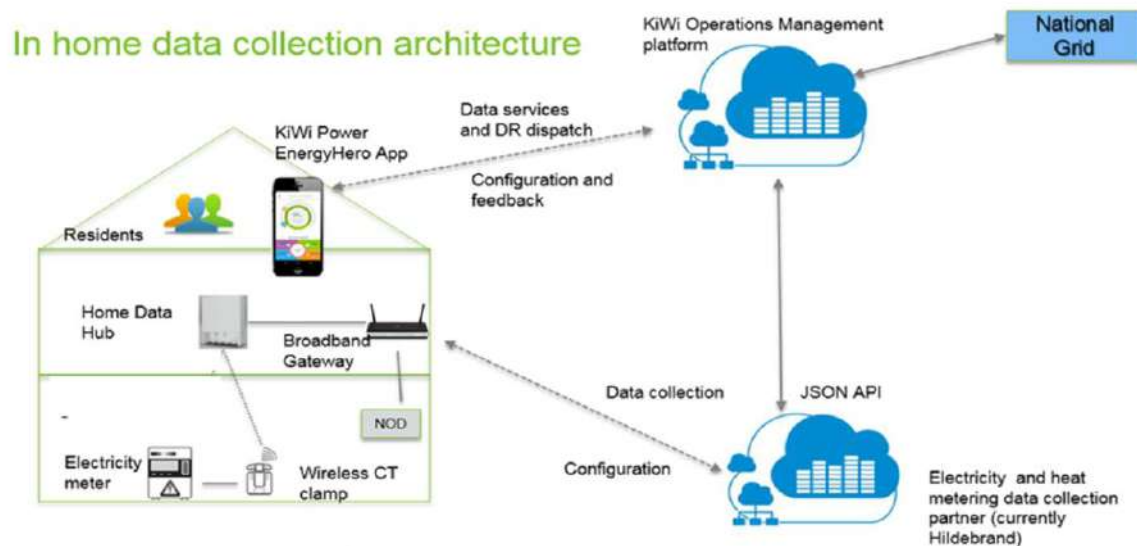 In home data collection architecture
KiWi Operations Management
platform
National
Grid
Data services
and DR dispatch
KiWi Power
EnergyHero App
Configuration and
feedback
Residents
Home Data
Hub
Broadband
Gateway
Data collection
JSON API
NOD
Electricity
meter
Wireless CT
clamp
Configuration
Electricity and heat
metering data collection
partner (currently
Hildebrand)